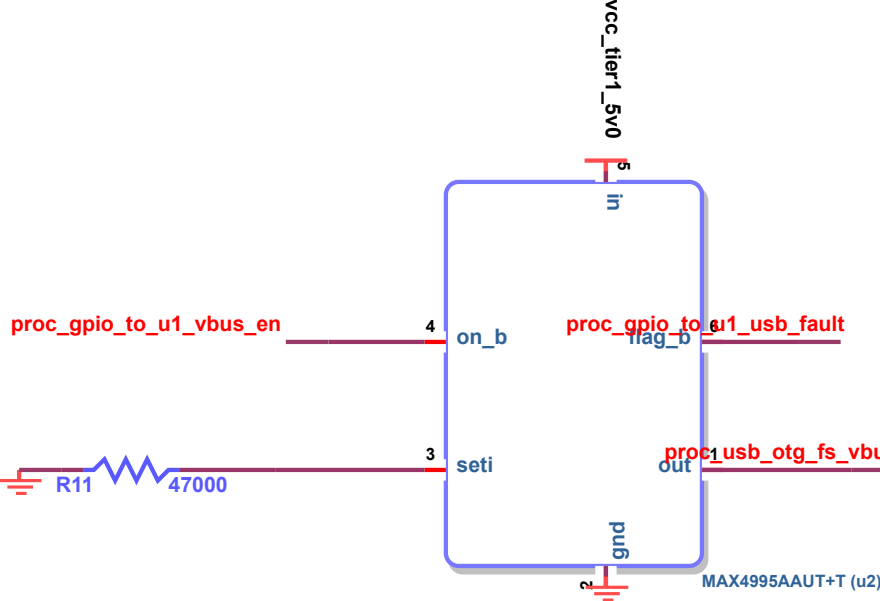 vcc_tier1_5v0
5
in
proc_gpio_to_u1_vbus_en
4
on_b
proc_gpio_to_u1_usb_fault
6
flag_b
3
seti
proc_usb_otg_fs_vbu
1
out
R11
47000
gnd
2
MAX4995AAUT+T (u2)